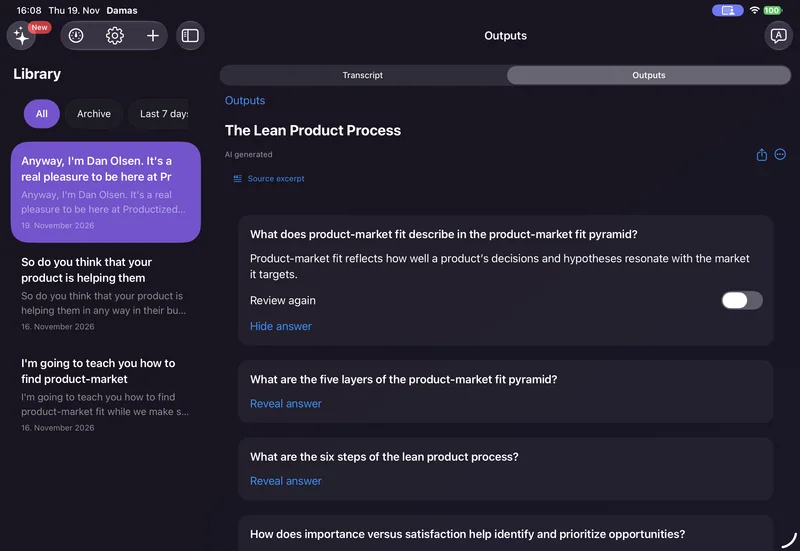 16:08 Thu 19. Nov Damas
100
New
Outputs
A
Library
Transcript
Outputs
All
Archive
Last 7 days
Outputs
The Lean Product Process
AI generated
Source excerpt
Anyway, I'm Dan Olsen. It's a
real pleasure to be here at Pr
Anyway, I'm Dan Olsen. It's a real
pleasure to be here at Productized...
19. November 2026
So do you think that your
product is helping them
So do you think that your product is
helping them in any way in their bu...
16. November 2026
I'm going to teach you how to
find product-market
I'm going to teach you how to find
product-market fit while we make s...
16. November 2026
What does product-market fit describe in the product-market fit pyramid?
Product-market fit reflects how well a product's decisions and hypotheses resonate with the market
it targets.
Review again
Hide answer
What are the five layers of the product-market fit pyramid?
Reveal answer
What are the six steps of the lean product process?
Reveal answer
How does importance versus satisfaction help identify and prioritize opportunities?